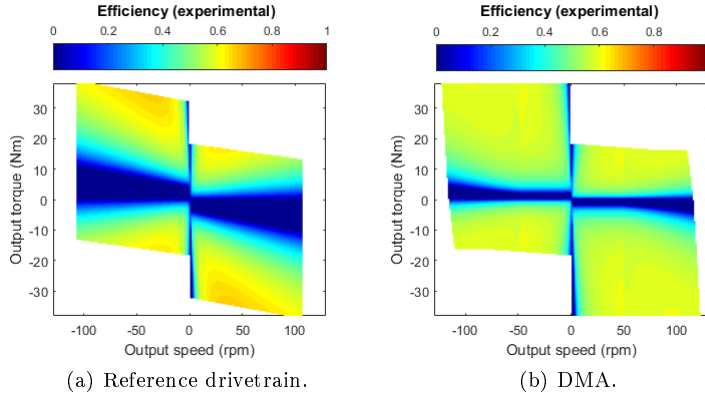 Efficiency (experimental)
0 0.2 0.4 0.6 0.8 1
30
20
10
0
-10
-20
-30
Output torque (Nm)
-100 -50 0 50 100
Output speed (rpm)
(a) Reference drivetrain.
Efficiency (experimental)
0 0.2 0.4 0.6 0.8
30
20
10
0
-10
-20
-30
Output torque (Nm)
-100 -50 0 50 100
Output speed (rpm)
(b) DMA.